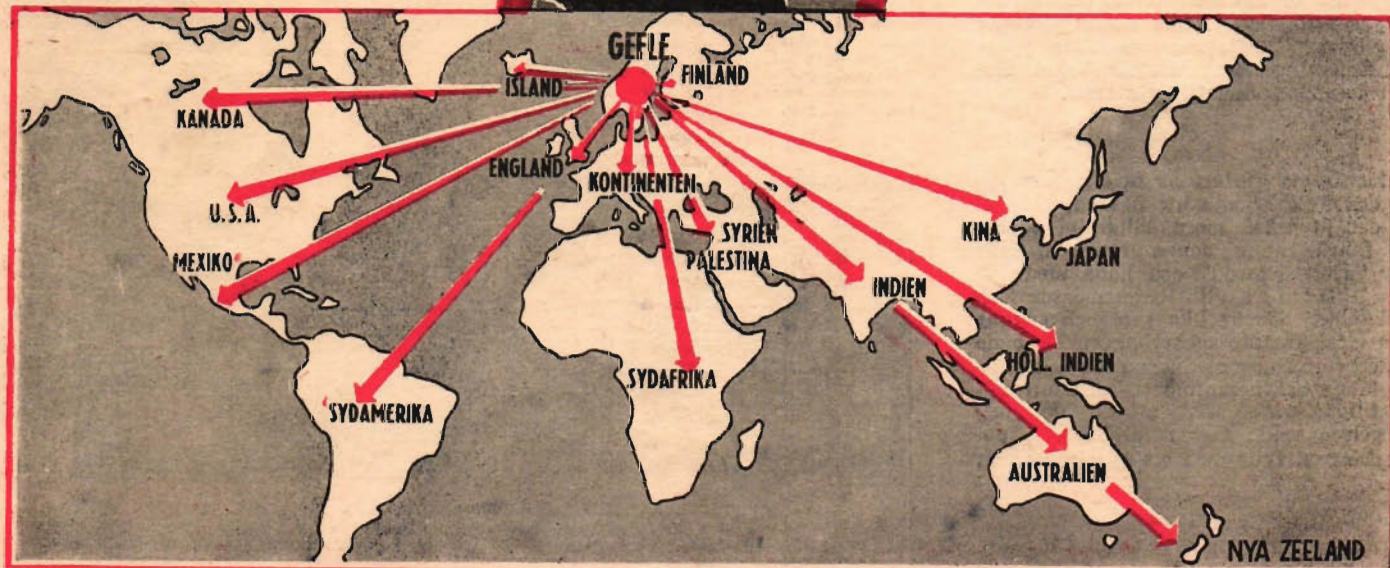 GEFLE
FINLAND
ISLAND
KANADA
ENGLAND
KONTINENTEN
U.S.A.
SYRIEN
KINA
MEXIKO
PALESTINA
JAPAN
INDIEN
HOLL. INDIEN
SYDAFRIKA
SYDAMERIKA
AUSTRALIEN
NYA ZEELAND